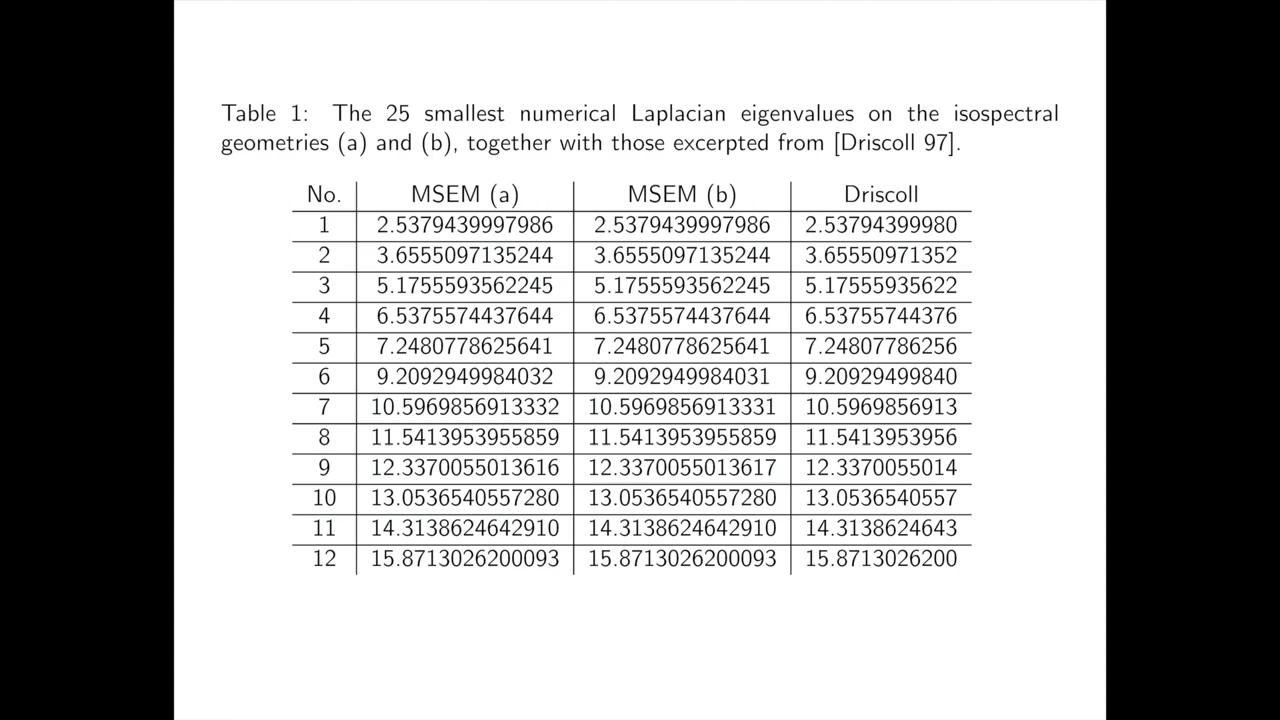 Table 1: The 25 smallest numerical Laplacian eigenvalues on the isospectral
geometries (a) and (b), together with those excerpted from [Driscoll 97].
No. MSEM (a) MSEM (b) Driscoll
1 2.5379439997986 2.5379439997986 2.53794399980
2 3.6555097135244 3.6555097135244 3.65550971352
3 5.1755593562245 5.1755593562245 5.17555935622
4 6.5375574437644 6.5375574437644 6.53755744376
5 7.2480778625641 7.2480778625641 7.24807786256
6 9.2092949984032 9.2092949984031 9.20929499840
7 10.5969856913332 10.5969856913331 10.5969856913
8 11.5413953955859 11.5413953955859 11.5413953956
9 12.3370055013616 12.3370055013617 12.3370055014
10 13.0536540557280 13.0536540557280 13.0536540557
11 14.3138624642910 14.3138624642910 14.3138624643
12 15.8713026200093 15.8713026200093 15.8713026200